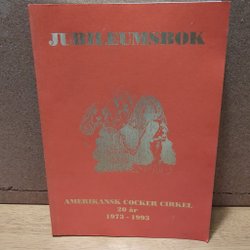 JUBILEUMSBOK
AMERIKANSK COCKER CIRKEL
20 år
1973 - 1993